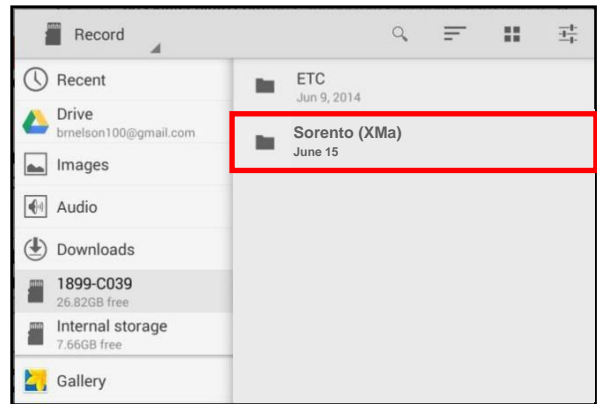 Record
Recent
Drive
brnelson100@gmail.com
Images
Audio
Downloads
1899-C039
26.82GB free
Internal storage
7.66GB free
Gallery
ETC
Jun 9, 2014
Sorento (XMa)
June 15